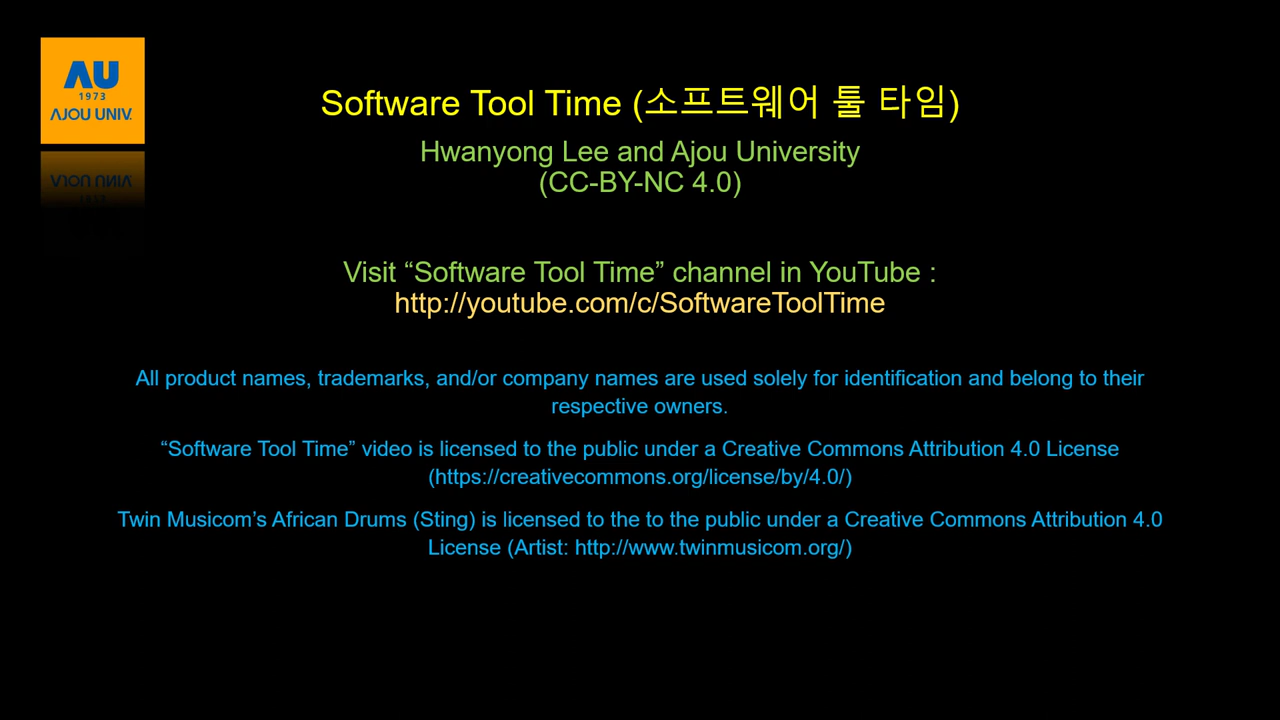 AU
1973
AJOU UNIV.
Software Tool Time (소프트웨어 툴 타임)
Hwanyong Lee and Ajou University
(CC-BY-NC 4.0)
Visit “Software Tool Time” channel in YouTube :
http://youtube.com/c/SoftwareToolTime
All product names, trademarks, and/or company names are used solely for identification and belong to their
respective owners.
“Software Tool Time” video is licensed to the public under a Creative Commons Attribution 4.0 License
(https://creativecommons.org/license/by/4.0/)
Twin Musicom’s African Drums (Sting) is licensed to the to the public under a Creative Commons Attribution 4.0
License (Artist: http://www.twinmusicom.org/)